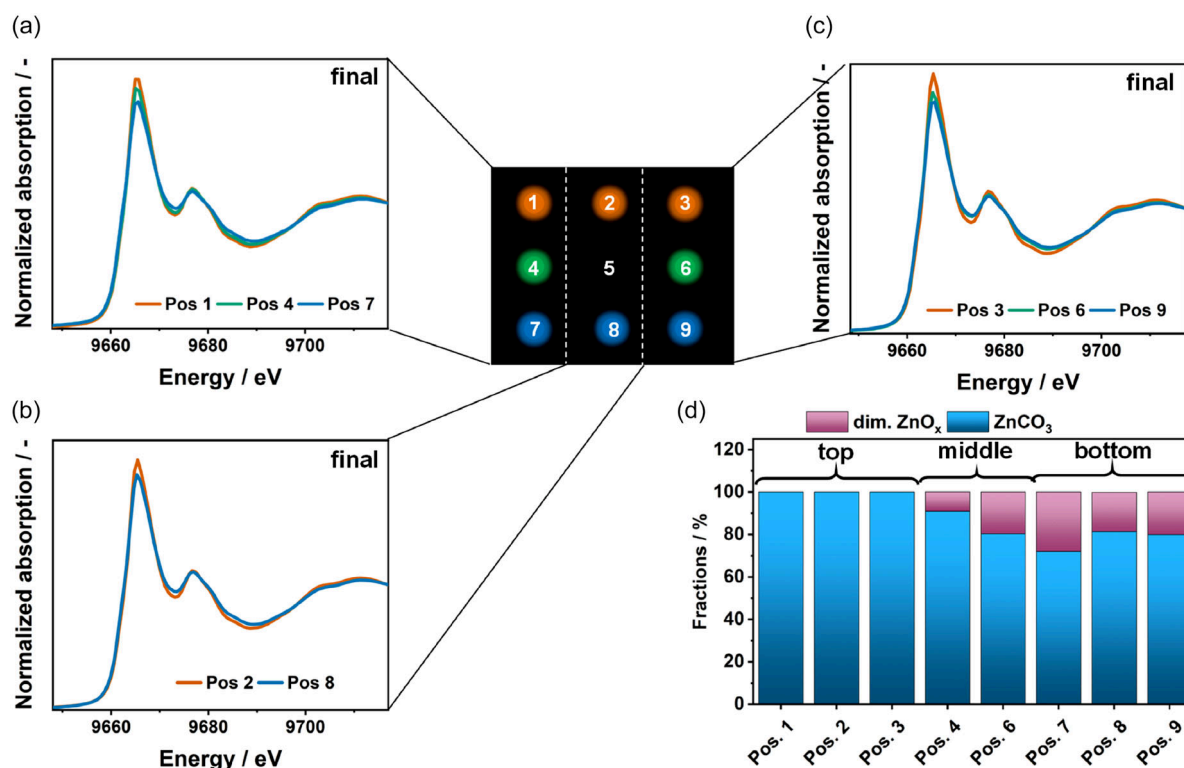 (a)
Normalized absorption / -
final
Pos 1 Pos 4 Pos 7
9660 9680 9700
Energy / eV
1 2 3
4 5 6
7 8 9
(c)
Normalized absorption / -
final
Pos 3 Pos 6 Pos 9
9660 9680 9700
Energy / eV
(b)
Normalized absorption / -
final
Pos 2 Pos 8
9660 9680 9700
Energy / eV
(d)
dim. ZnOₓ ZnCO₃
top middle bottom
Fractions / %
120
100
80
60
40
20
0
Pos. 1 Pos. 2 Pos. 3 Pos. 4 Pos. 6 Pos. 7 Pos. 8 Pos. 9